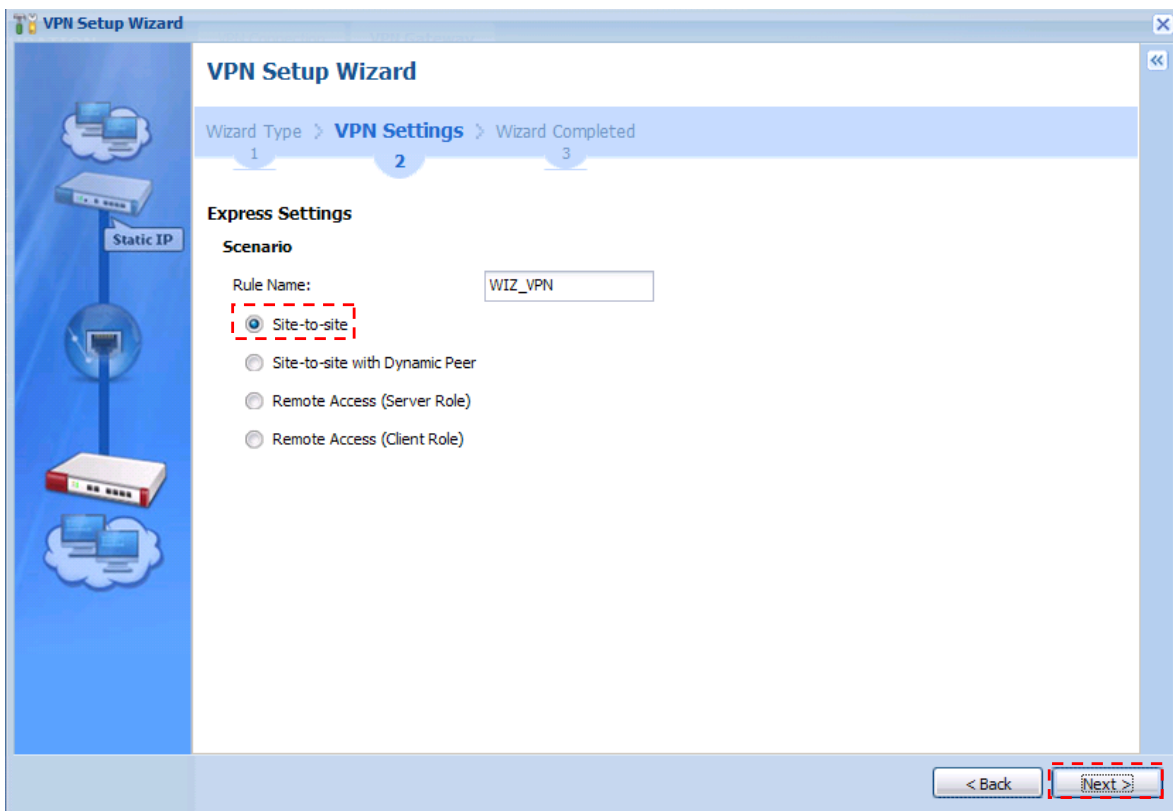 VPN Setup Wizard
VPN Setup Wizard
Wizard Type > VPN Settings > Wizard Completed
1 2 3
Express Settings
Static IP
Scenario
Rule Name: WIZ_VPN
Site-to-site
Site-to-site with Dynamic Peer
Remote Access (Server Role)
Remote Access (Client Role)
< Back Next >